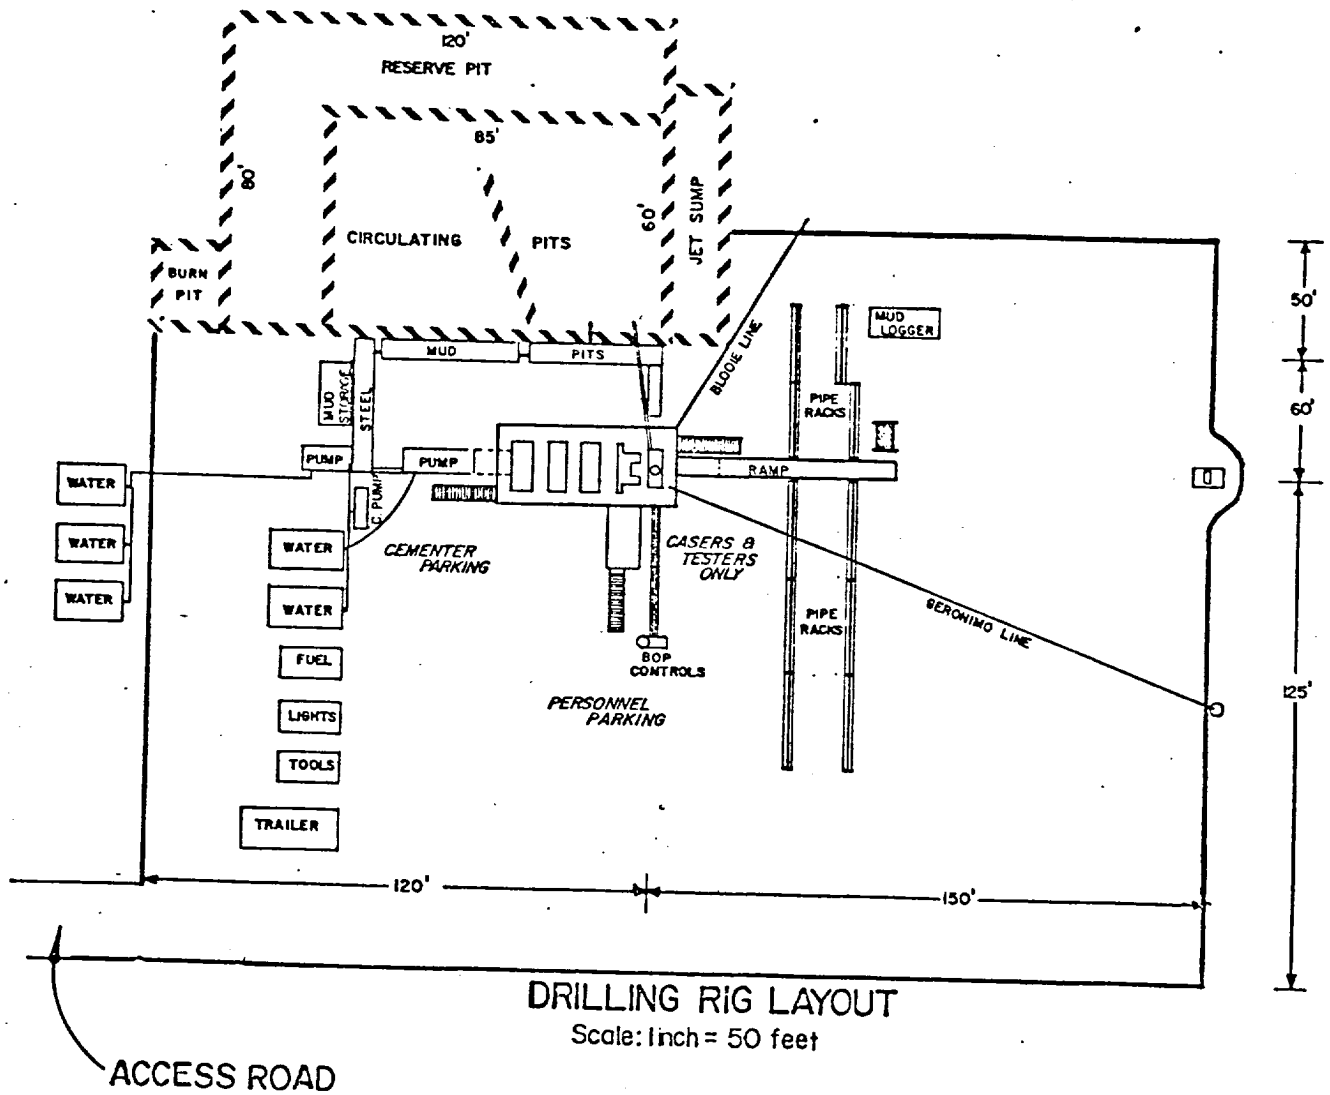 120'
RESERVE PIT
85'
80'
60'
JET SUMP
CIRCULATING PITS
BURN
PIT
50'
MUD
LOGGER
BLOOIE LINE
MUD PITS
MUD
STORAGE
STEEL
PIPE
RACKS
60'
PUMP
PUMP
RAMP
WATER
C. PUMP
WATER
WATER
WATER
WATER
CEMENTER
PARKING
CASERS &
TESTERS
ONLY
GERONIMO LINE
PIPE
RACKS
BOP
CONTROLS
FUEL
LIGHTS
TOOLS
TRAILER
PERSONNEL
PARKING
125'
120'
150'
DRILLING RIG LAYOUT
Scale: 1inch = 50 feet
ACCESS ROAD